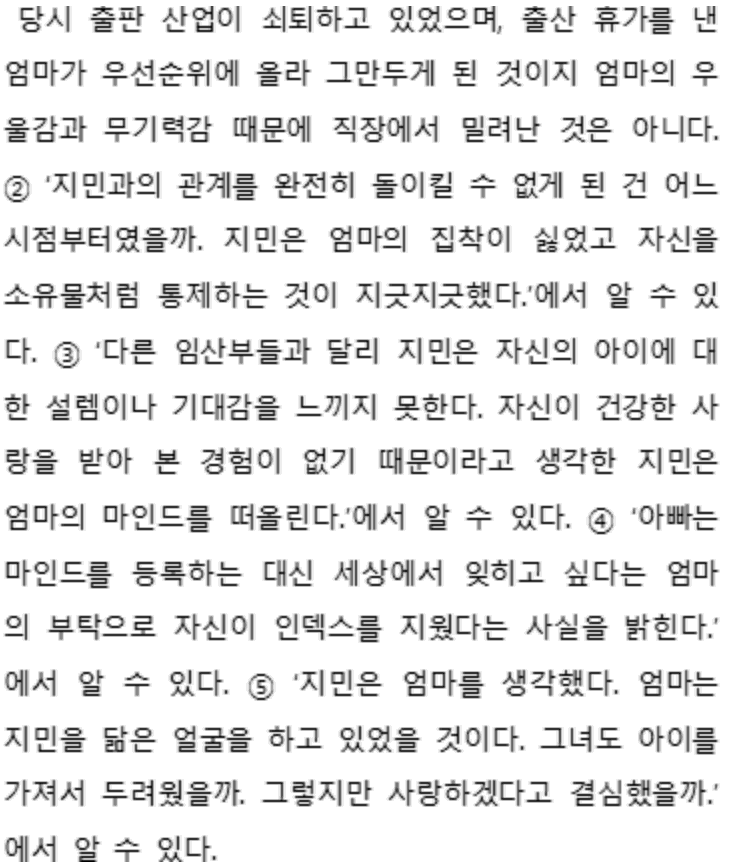 당시 출판 산업이 쇠퇴하고 있었으며, 출산 휴가를 낸
엄마가 우선순위에 올라 그만두게 된 것이지 엄마의 우
울감과 무기력감 때문에 직장에서 밀려난 것은 아니다.
② ‘지민과의 관계를 완전히 돌이킬 수 없게 된 건 어느
시점부터였을까. 지민은 엄마의 집착이 싫었고 자신을
소유물처럼 통제하는 것이 지긋지긋했다.’에서 알 수 있
다. ③ ‘다른 임산부들과 달리 지민은 자신의 아이에 대
한 설렘이나 기대감을 느끼지 못한다. 자신이 건강한 사
랑을 받아 본 경험이 없기 때문이라고 생각한 지민은
엄마의 마인드를 떠올린다.’에서 알 수 있다. ④ ‘아빠는
마인드를 등록하는 대신 세상에서 잊히고 싶다는 엄마
의 부탁으로 자신이 인덱스를 지웠다는 사실을 밝힌다.’
에서 알 수 있다. ⑤ ‘지민은 엄마를 생각했다. 엄마는
지민을 닮은 얼굴을 하고 있었을 것이다. 그녀도 아이를
가져서 두려웠을까. 그렇지만 사랑하겠다고 결심했을까.’
에서 알 수 있다.